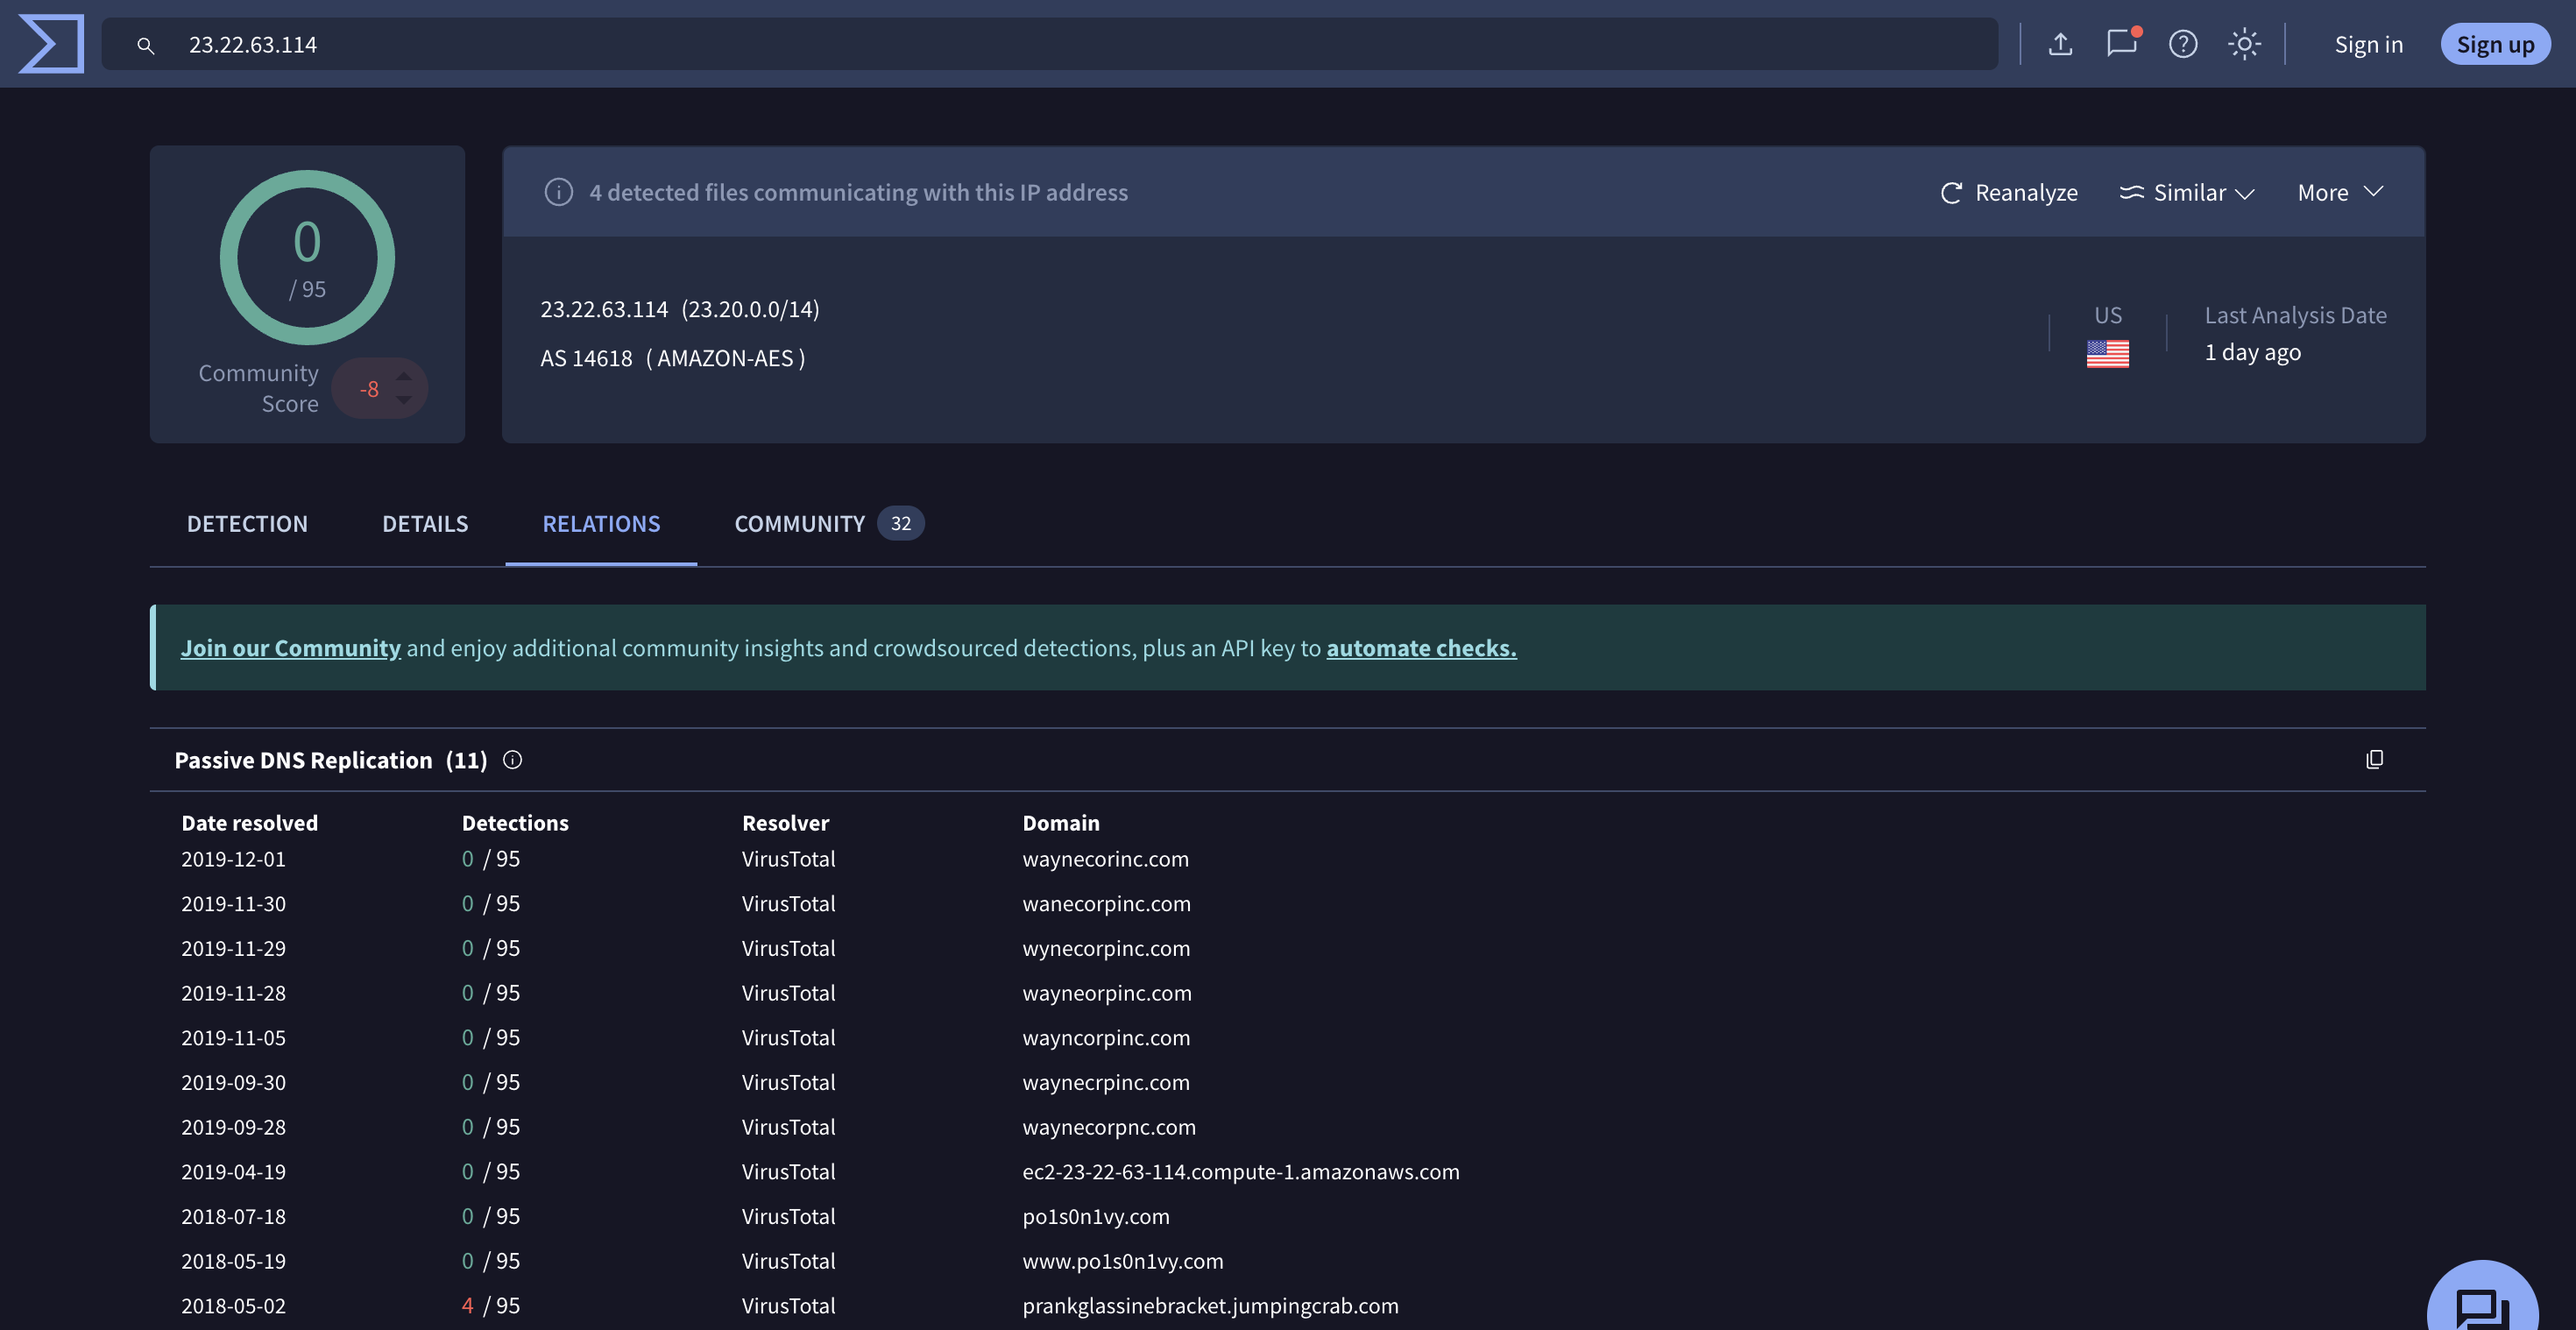 23.22.63.114
Sign in
Sign up
0
/ 95
Community
Score
-8
4 detected files communicating with this IP address
Reanalyze
Similar
More
23.22.63.114 (23.20.0.0/14)
AS 14618 ( AMAZON-AES )
US
Last Analysis Date
1 day ago
DETECTION DETAILS RELATIONS COMMUNITY 32
Join our Community and enjoy additional community insights and crowdsourced detections, plus an API key to automate checks.
Passive DNS Replication (11)
Date resolved Detections Resolver Domain
2019-12-01 0 / 95 VirusTotal waynecorinc.com
2019-11-30 0 / 95 VirusTotal wanecorpinc.com
2019-11-29 0 / 95 VirusTotal wynecorpinc.com
2019-11-28 0 / 95 VirusTotal wayneorpinc.com
2019-11-05 0 / 95 VirusTotal wayncorpinc.com
2019-09-30 0 / 95 VirusTotal waynecrpinc.com
2019-09-28 0 / 95 VirusTotal waynecorpnc.com
2019-04-19 0 / 95 VirusTotal ec2-23-22-63-114.compute-1.amazonaws.com
2018-07-18 0 / 95 VirusTotal po1s0n1vy.com
2018-05-19 0 / 95 VirusTotal www.po1s0n1vy.com
2018-05-02 4 / 95 VirusTotal prankglassinebracket.jumpingcrab.com